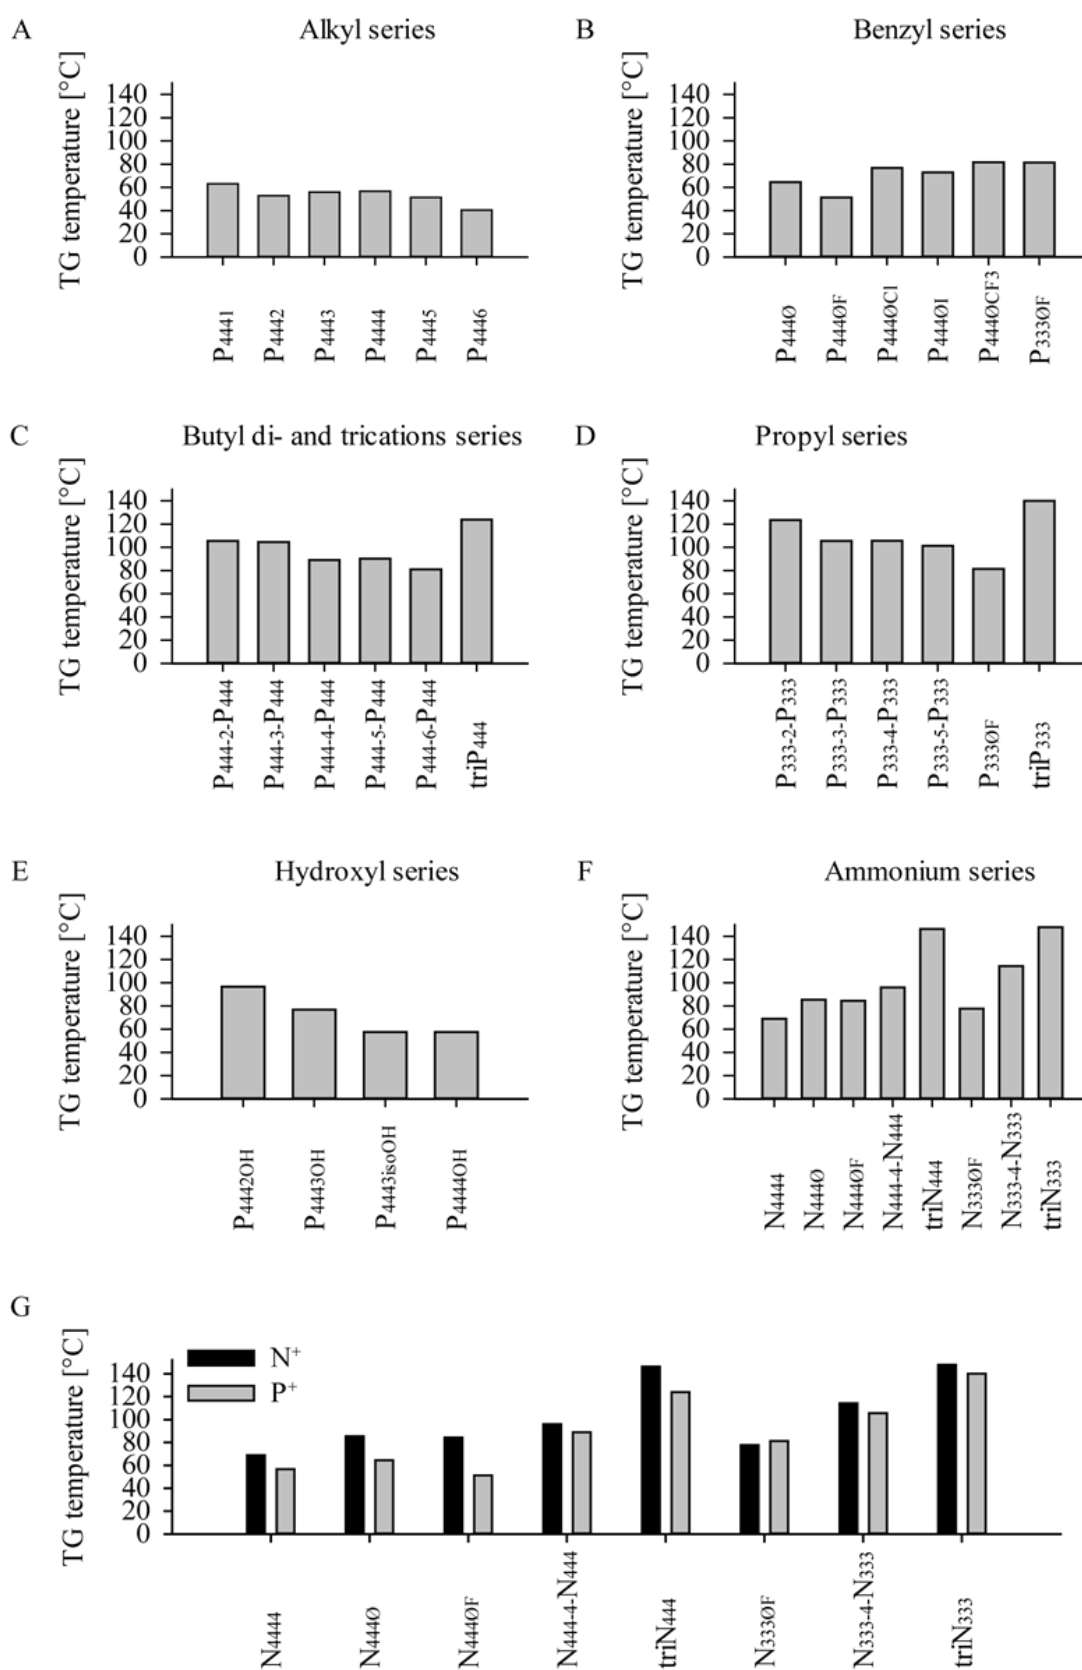 A Alkyl series
TG temperature [°C]
140
120
100
80
60
40
20
0
P4441
P4442
P4443
P4444
P4445
P4446
B Benzyl series
TG temperature [°C]
140
120
100
80
60
40
20
0
P444Ø
P444ØF
P444ØCl
P444ØI
P444ØCF3
P333ØF
C Butyl di- and trications series
TG temperature [°C]
140
120
100
80
60
40
20
0
P444-2-P444
P444-3-P444
P444-4-P444
P444-5-P444
P444-6-P444
triP444
D Propyl series
TG temperature [°C]
140
120
100
80
60
40
20
0
P333-2-P333
P333-3-P333
P333-4-P333
P333-5-P333
P333ØF
triP333
E Hydroxyl series
TG temperature [°C]
140
120
100
80
60
40
20
0
P4442OH
P4443OH
P4443isoOH
P4444OH
F Ammonium series
TG temperature [°C]
140
120
100
80
60
40
20
0
N4444
N444Ø
N444ØF
N444-4-N444
triN444
N333ØF
N333-4-N333
triN333
G
TG temperature [°C]
N+
P+
140
120
100
80
60
40
20
0
N4444
N444Ø
N444ØF
N444-4-N444
triN444
N333ØF
N333-4-N333
triN333